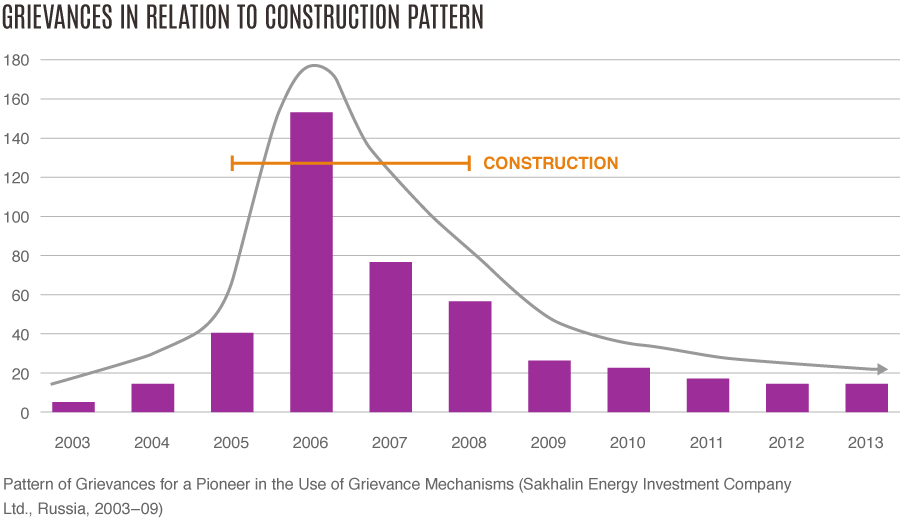 GRIEVANCES IN RELATION TO CONSTRUCTION PATTERN
180
160
140
120
100
80
60
40
20
0
CONSTRUCTION
2003 2004 2005 2006 2007 2008 2009 2010 2011 2012 2013
Pattern of Grievances for a Pioneer in the Use of Grievance Mechanisms (Sakhalin Energy Investment Company
Ltd., Russia, 2003–09)